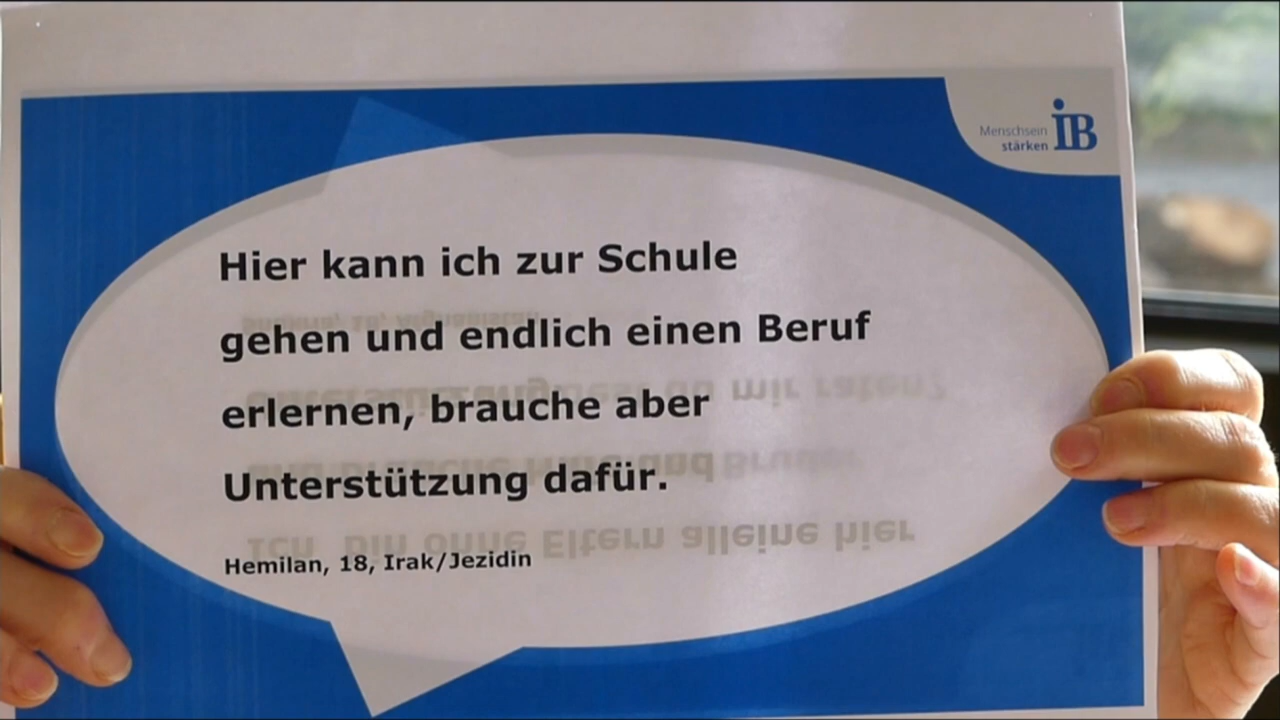 Menschsein
stärken IB
Hier kann ich zur Schule
gehen und endlich einen Beruf
erlernen, brauche aber
Unterstützung dafür.
Hemilan, 18, Irak/Jezidin